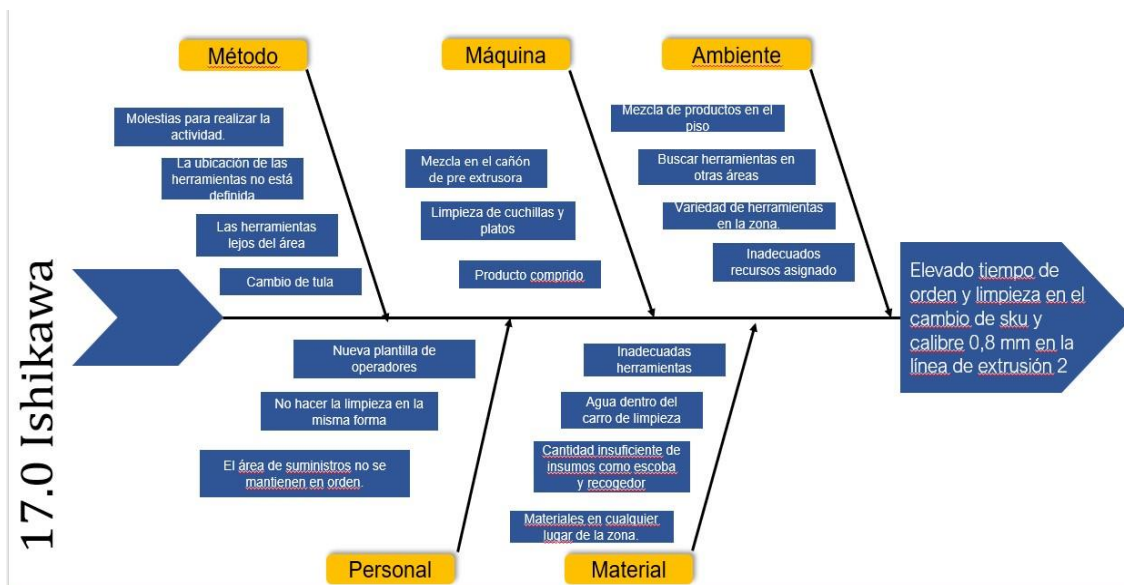 17.0 Ishikawa
Método
Máquina
Ambiente
Molestias para realizar la
actividad.
La ubicación de las
herramientas no está
definida
Las herramientas
lejos del área
Cambio de tula
Mezcla en el cañón
de pre extrusora
Limpieza de cuchillas y
platos
Producto comprido
Mezcla de productos en el
piso
Buscar herramientas en
otras áreas
Variedad de herramientas
en la zona.
Inadecuados
recursos asignado
Elevado tiempo de
orden y limpieza en el
cambio de sku y
calibre 0,8 mm en la
línea de extrusión 2
Nueva plantilla de
operadores
No hacer la limpieza en la
misma forma
El área de suministros no se
mantienen en orden.
Inadecuadas
herramientas
Agua dentro del
carro de limpieza
Cantidad insuficiente de
insumos como escoba
y recogedor
Materiales en cualquier
lugar de la zona.
Personal
Material